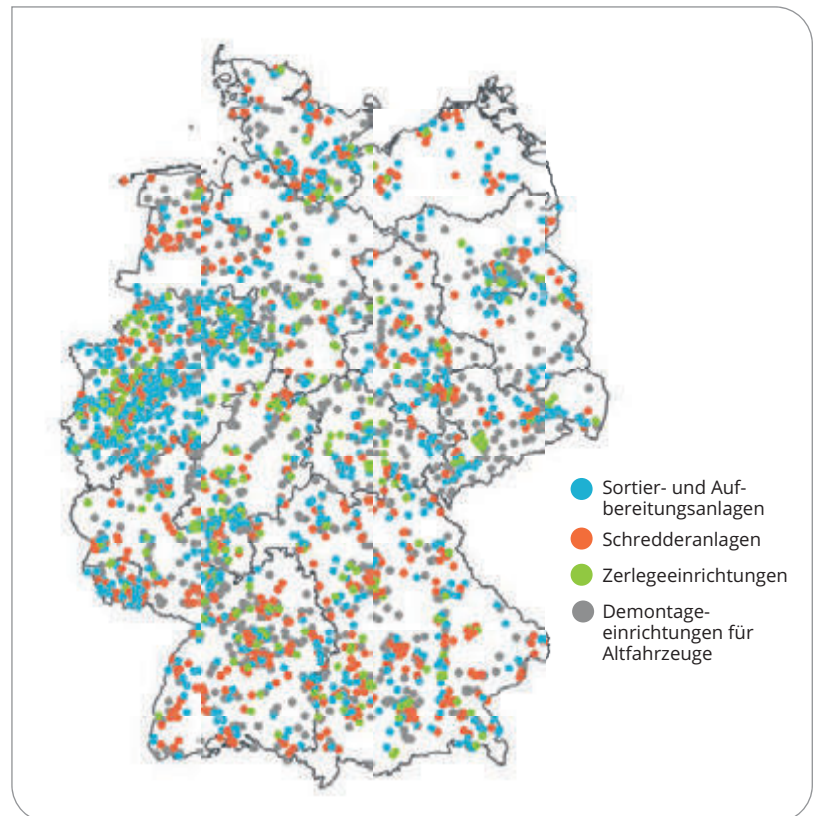 Sortier- und Auf-
bereitungsanlagen
Schredderanlagen
Zerlegeeinrichtungen
Demontage-
einrichtungen für
Altfahrzeuge